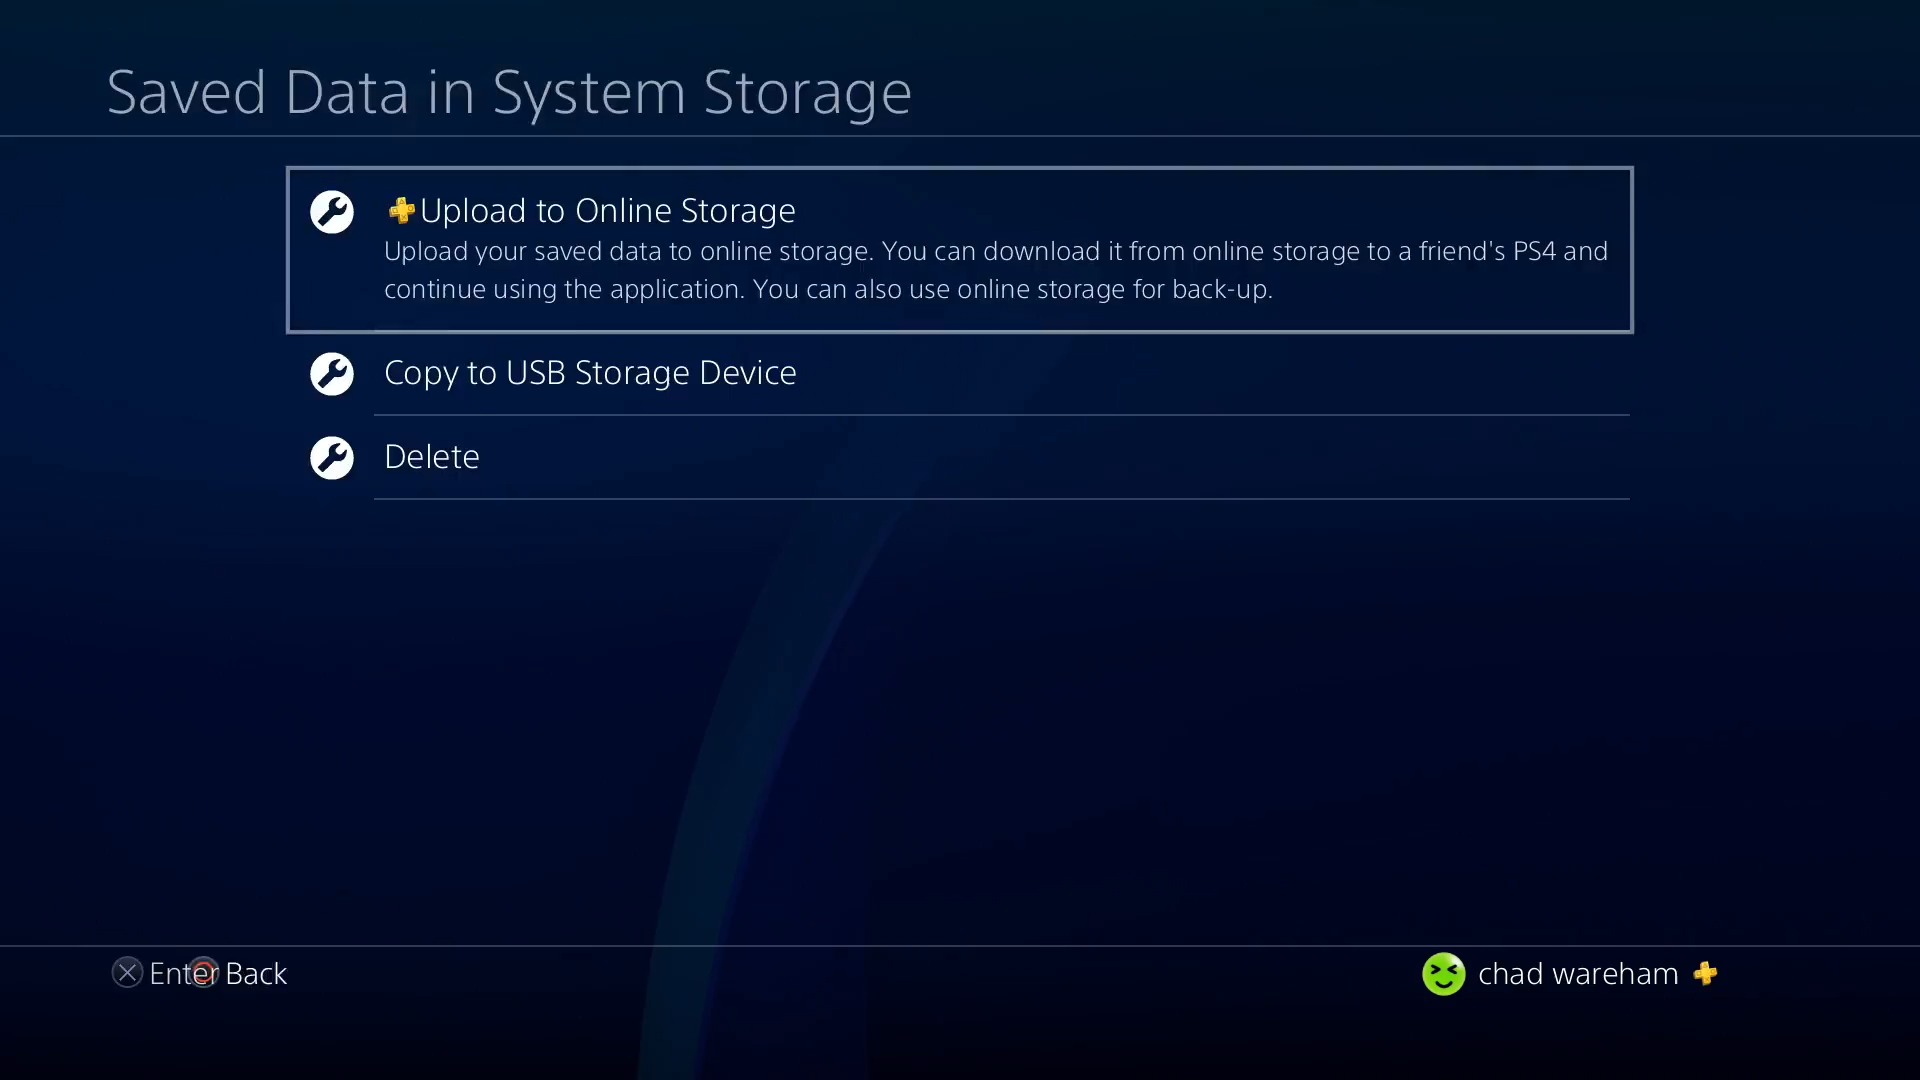 Saved Data in System Storage
Upload to Online Storage
Upload your saved data to online storage. You can download it from online storage to a friend's PS4 and
continue using the application. You can also use online storage for back-up.
Copy to USB Storage Device
Delete
Enter Back
chad wareham